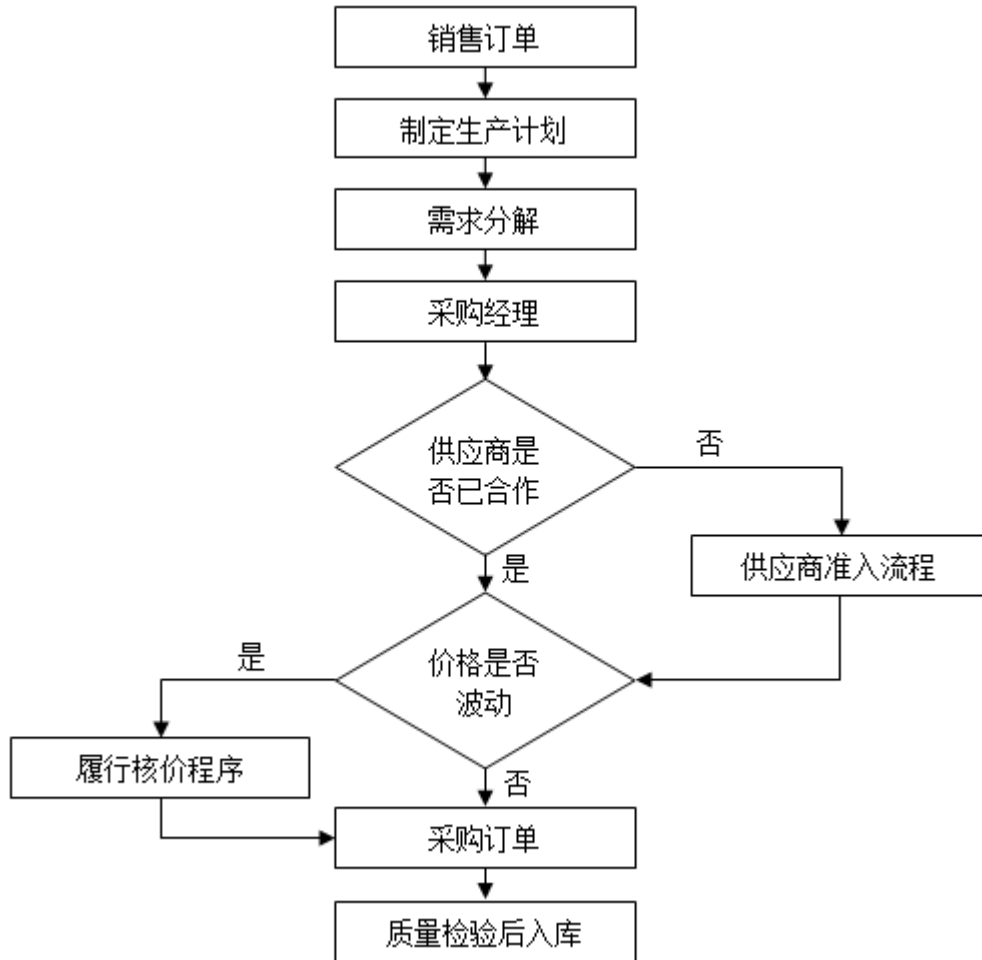 销售订单
制定生产计划
需求分解
采购经理
供应商是
否已合作
否
供应商准入流程
是
价格是否
波动
是
履行核价程序
否
采购订单
质量检验后入库